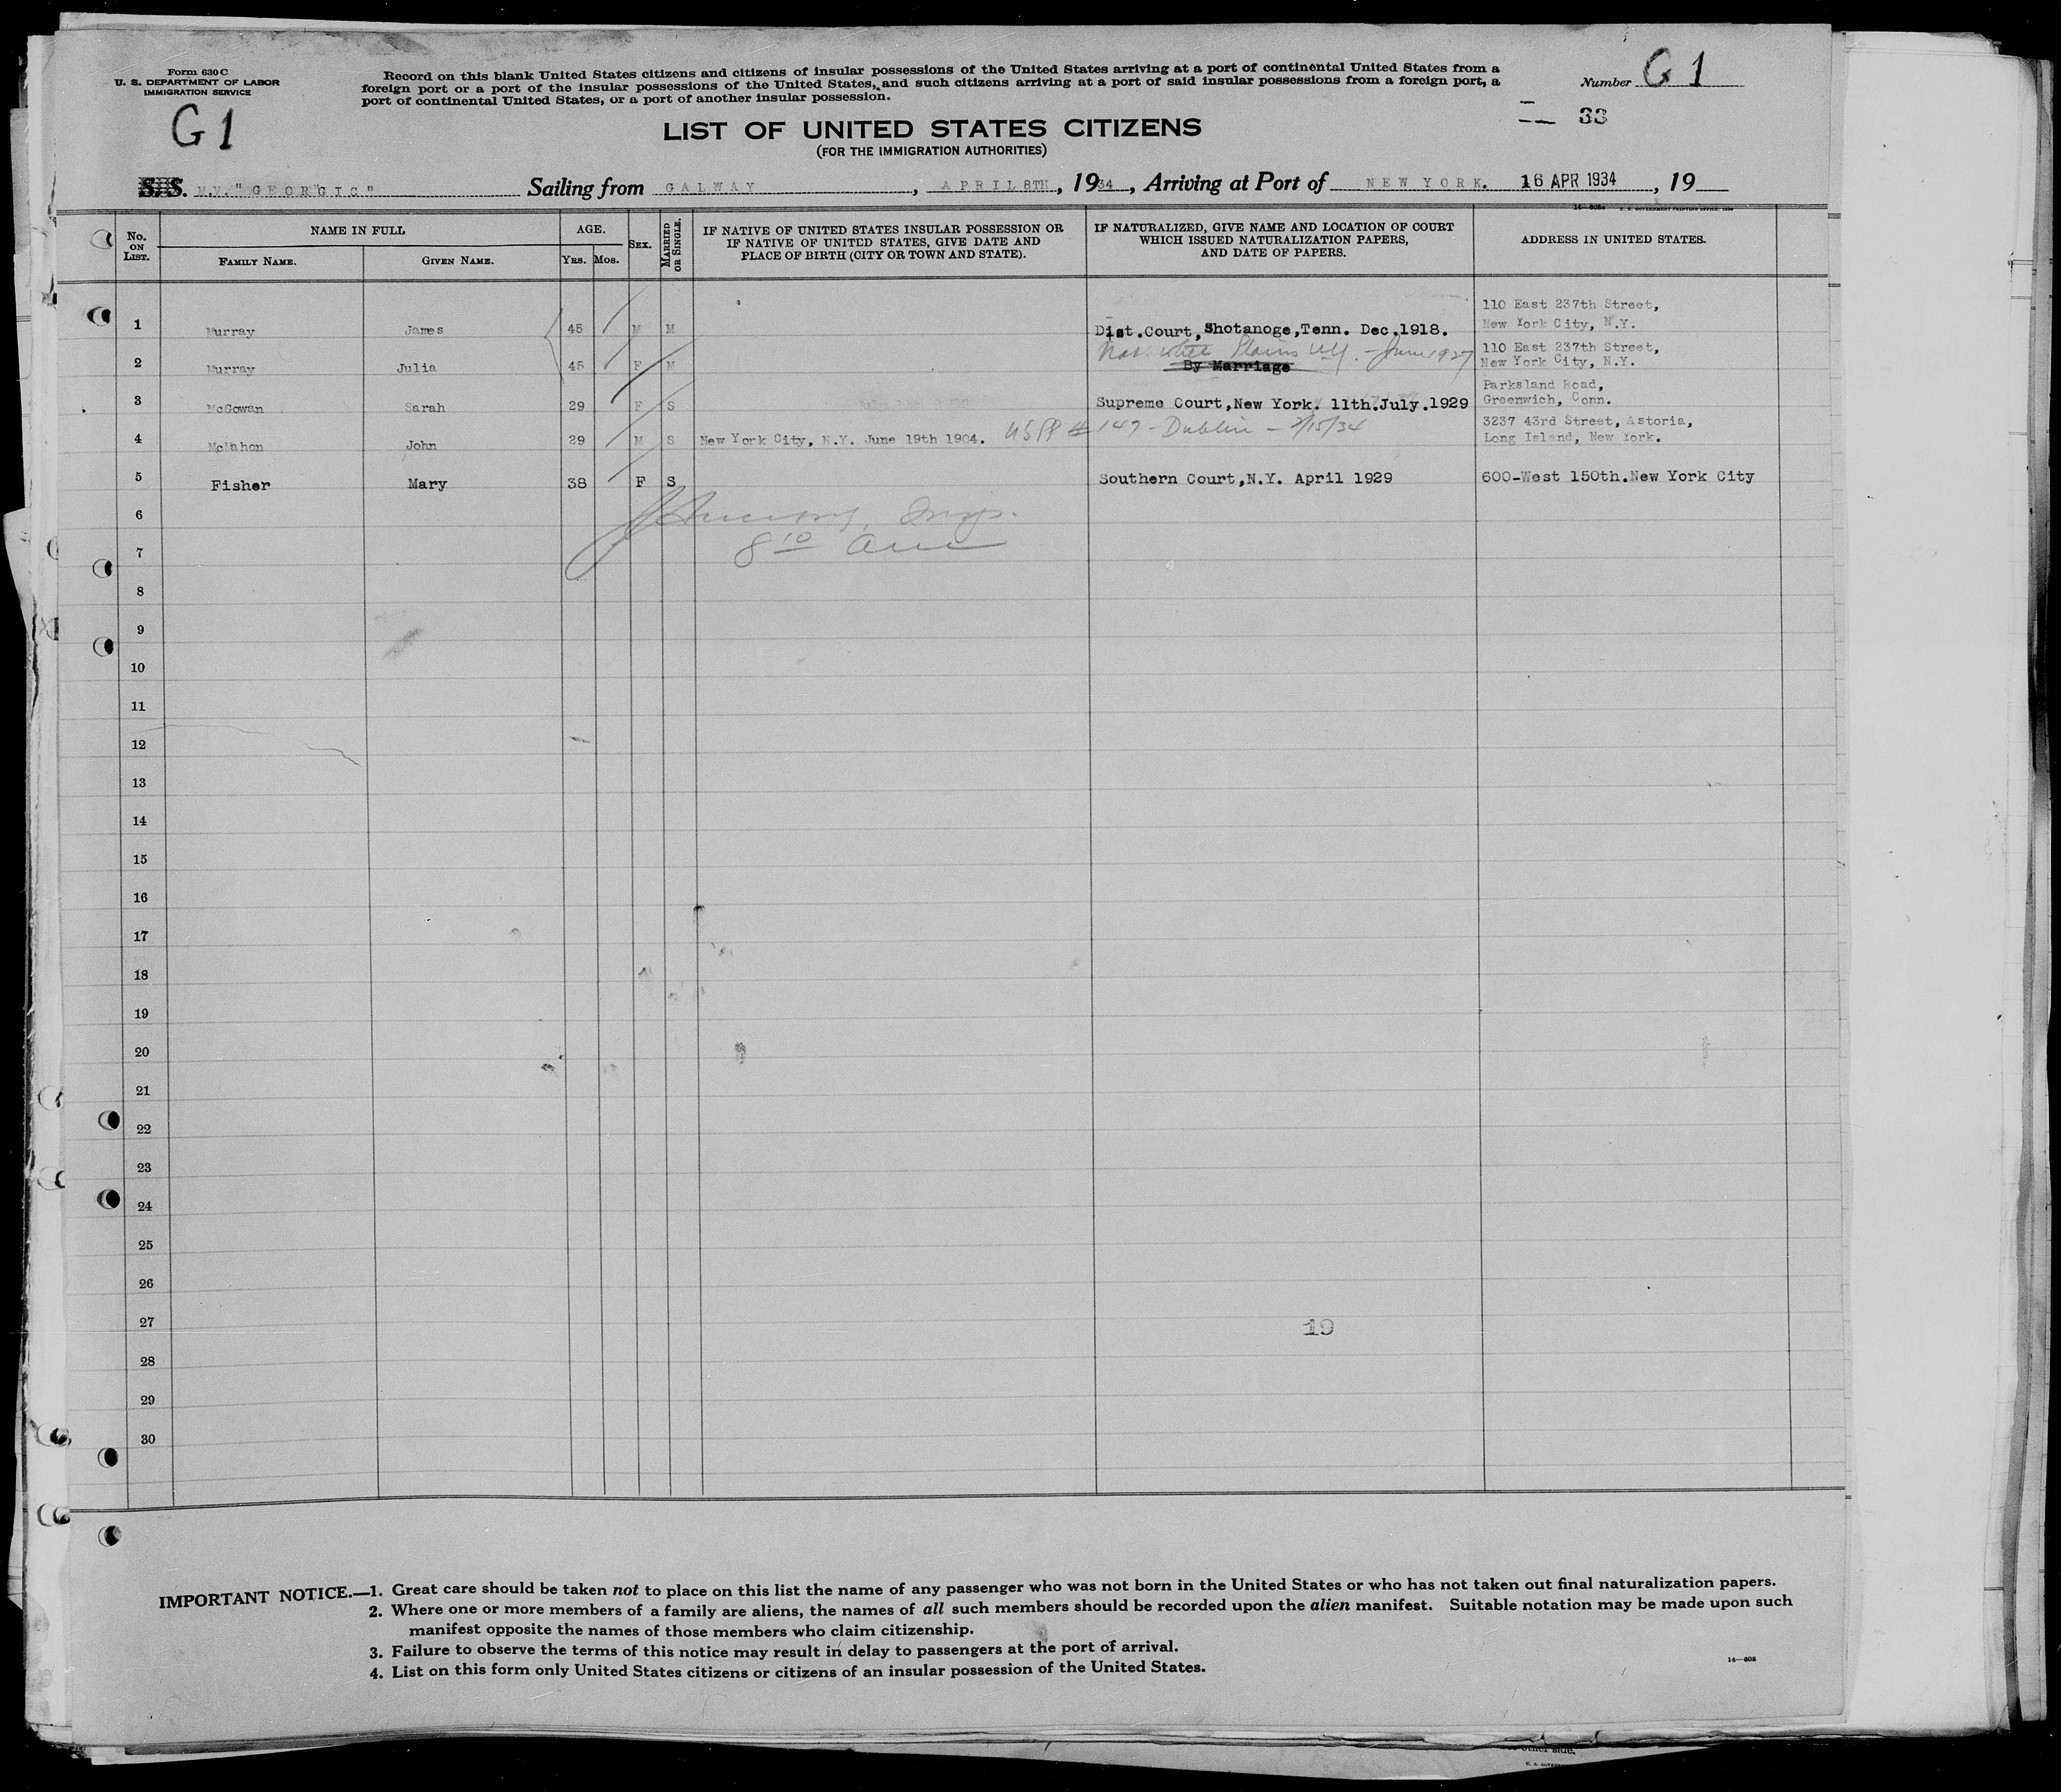 Form 630 C
U. S. DEPARTMENT OF LABOR
IMMIGRATION SERVICE
G1
Record on this blank United States citizens and citizens of insular possessions of the United States arriving at a port of continental United States from a
foreign port or a port of the insular possessions of the United States, and such citizens arriving at a port of said insular possessions from a foreign port, a
port of continental United States, or a port of another insular possession.
Number G1
33
LIST OF UNITED STATES CITIZENS
(FOR THE IMMIGRATION AUTHORITIES)
S.S. M.V. "GEORGIC" Sailing from GALWAY, APRIL 8TH, 1934, Arriving at Port of NEW YORK. 16 APR 1934, 19
No. ON LIST. NAME IN FULL FAMILY NAME. GIVEN NAME. AGE. YRS. MOS. SEX. MARRIED OR SINGLE. IF NATIVE OF UNITED STATES INSULAR POSSESSION OR IF NATIVE OF UNITED STATES, GIVE DATE AND PLACE OF BIRTH (CITY OR TOWN AND STATE). IF NATURALIZED, GIVE NAME AND LOCATION OF COURT WHICH ISSUED NATURALIZATION PAPERS, AND DATE OF PAPERS. ADDRESS IN UNITED STATES.
1 Murray James 45 M M Dist.Court, Shotanoge,Tenn. Dec.1918. 110 East 237th Street, New York City, N.Y.
2 Murray Julia 45 F M White Plains NY. - June 1927 By Marriage 110 East 237th Street, New York City, N.Y.
3 McGowan Sarah 29 F S Supreme Court,New York. 11th.July.1929 Parksland Road, Greenwich, Conn.
4 McMahon John 29 M S New York City, N.Y. June 19th 1904. USPP # 147 - Dublin - 2/15/34 3237 43rd Street, Astoria, Long Island, New York.
5 Fisher Mary 38 F S Southern Court,N.Y. April 1929 600-West 150th.New York City
6
7
8
9
10
11
12
13
14
15
16
17
18
19
20
21
22
23
24
25
26
27 19
28
29
30
IMPORTANT NOTICE.—1. Great care should be taken not to place on this list the name of any passenger who was not born in the United States or who has not taken out final naturalization papers.
2. Where one or more members of a family are aliens, the names of all such members should be recorded upon the alien manifest. Suitable notation may be made upon such
manifest opposite the names of those members who claim citizenship.
3. Failure to observe the terms of this notice may result in delay to passengers at the port of arrival.
4. List on this form only United States citizens or citizens of an insular possession of the United States.